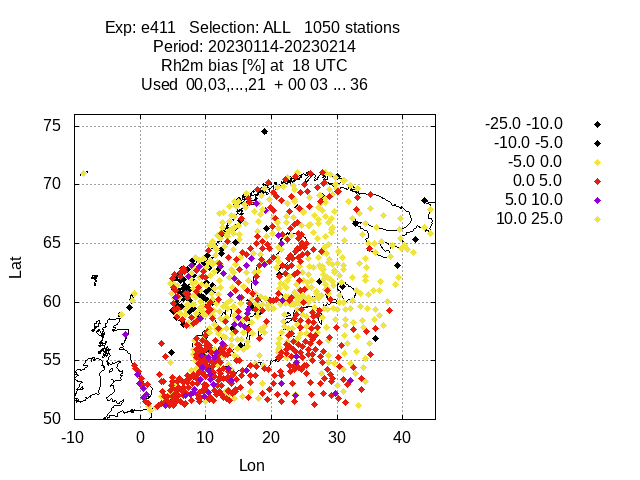 Exp: e411   Selection: ALL   1050 stations
Period: 20230114-20230214
Rh2m bias [%] at  18 UTC
Used  00,03,...,21  + 00 03 ... 36
-25.0 -10.0
-10.0 -5.0
-5.0 0.0
0.0 5.0
5.0 10.0
10.0 25.0
75
70
65
60
55
50
Lat
-10 0 10 20 30 40
Lon